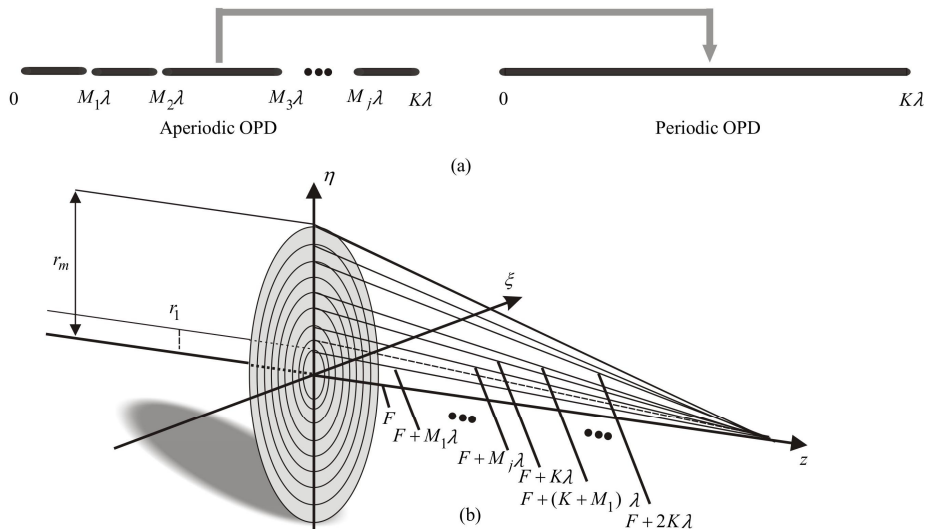 0 M₁λ M₂λ M₃λ Mⱼλ Kλ 0 Kλ
Aperiodic OPD Periodic OPD
(a)
η
rₘ
ξ
r₁
F
F+M₁λ
F+Mⱼλ
F+Kλ
z
F+(K+M₁) λ
F+2Kλ
(b)